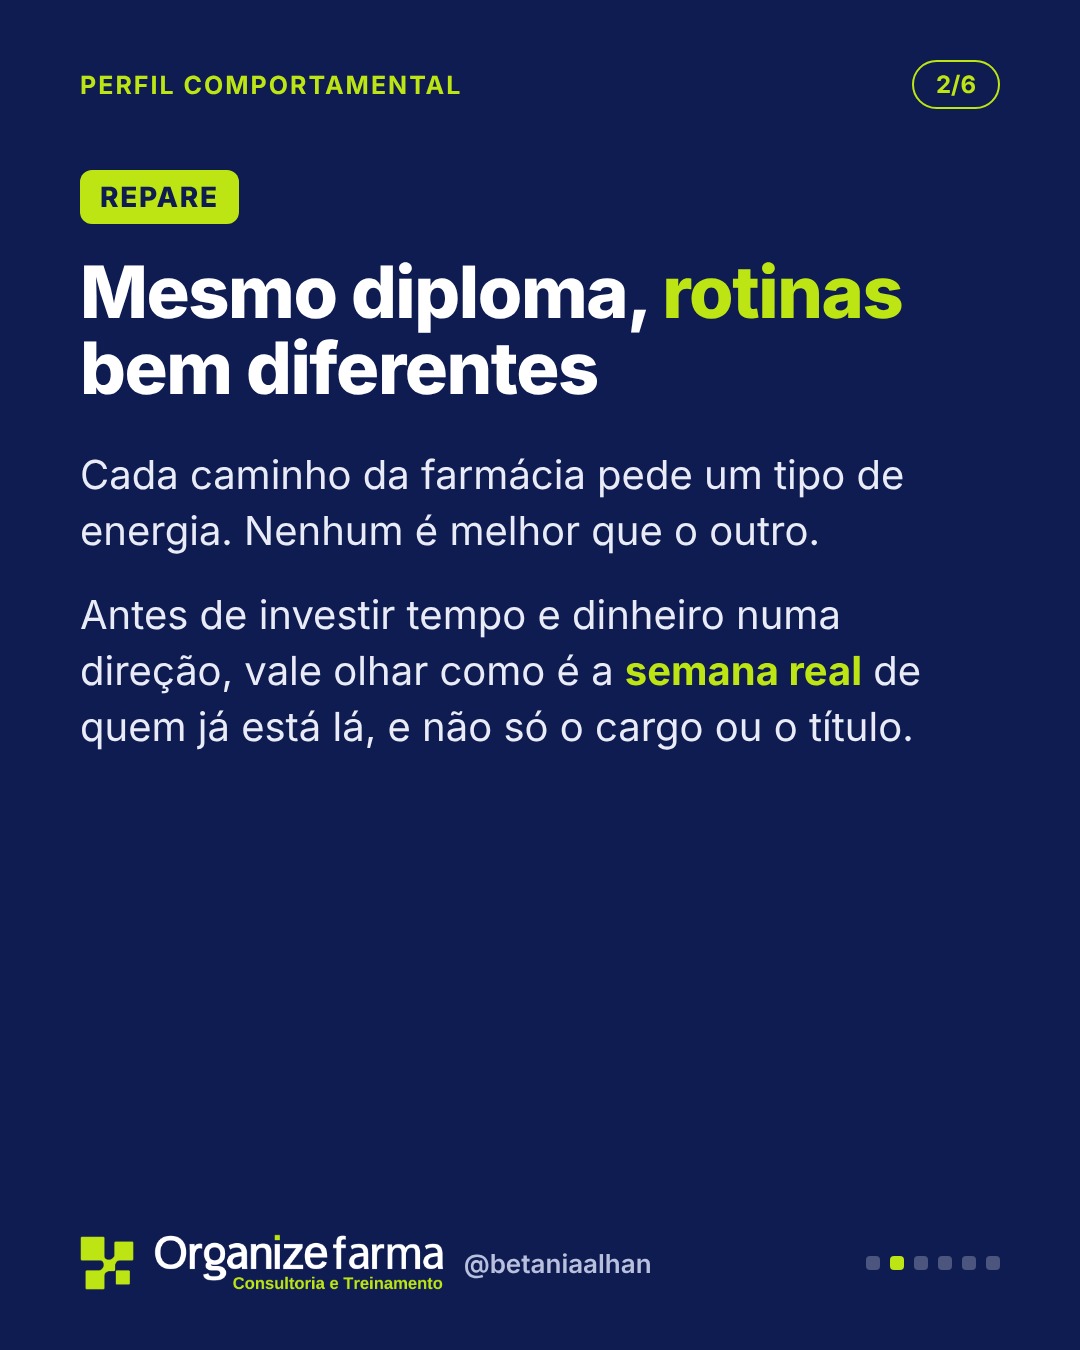 PERFIL COMPORTAMENTAL
2/6
REPARE
Mesmo diploma, rotinas
bem diferentes
Cada caminho da farmácia pede um tipo de
energia. Nenhum é melhor que o outro.
Antes de investir tempo e dinheiro numa
direção, vale olhar como é a semana real de
quem já está lá, e não só o cargo ou o título.
Organizefarma
Consultoria e Treinamento
@betaniaalhan